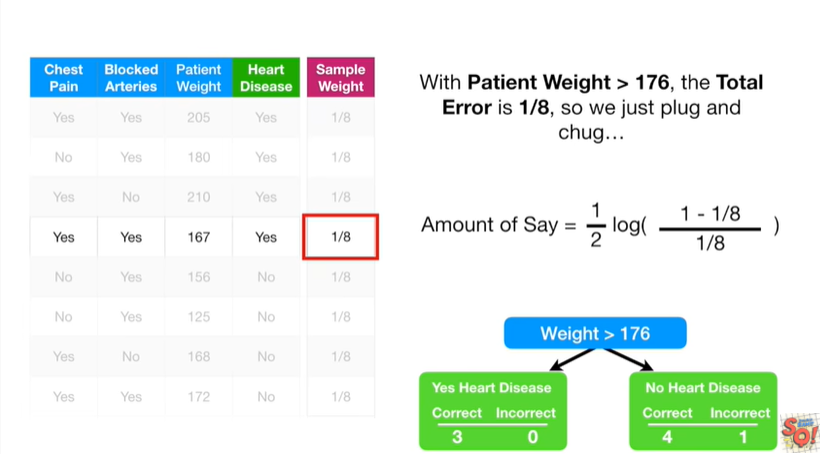 Chest Pain Blocked Arteries Patient Weight Heart Disease Sample Weight
Yes Yes 205 Yes 1/8
No Yes 180 Yes 1/8
Yes No 210 Yes 1/8
Yes Yes 167 Yes 1/8
No Yes 156 No 1/8
No Yes 125 No 1/8
Yes No 168 No 1/8
Yes Yes 172 No 1/8
With Patient Weight > 176, the Total
Error is 1/8, so we just plug and
chug...
Amount of Say = 1/2 log( (1 - 1/8) / (1/8) )
Weight > 176
Yes Heart Disease
Correct Incorrect
3 0
No Heart Disease
Correct Incorrect
4 1
SQ!